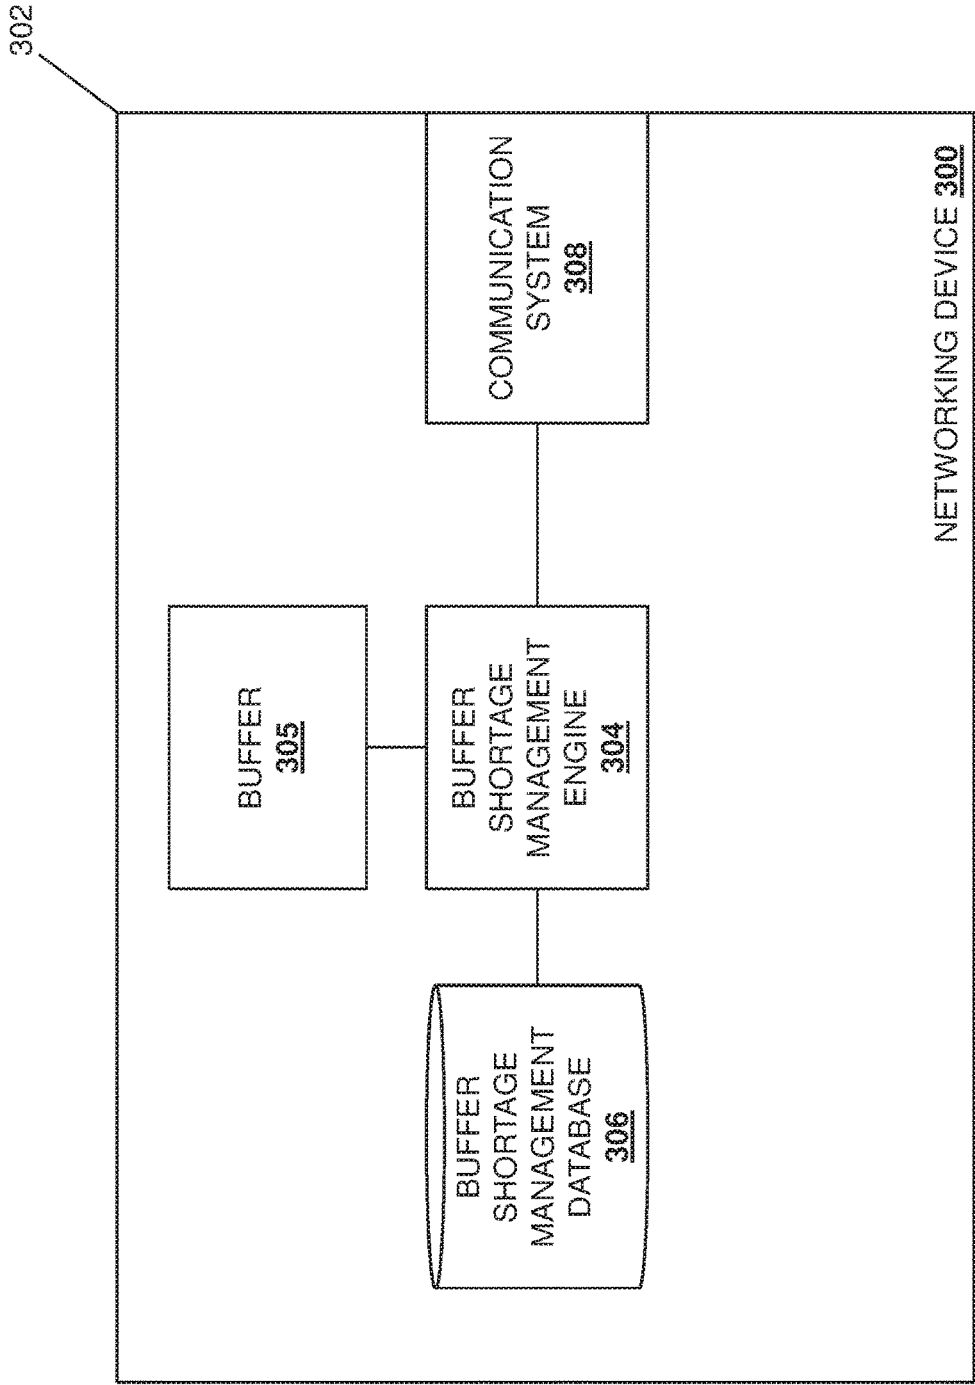 302
BUFFER
305
BUFFER
SHORTAGE
MANAGEMENT
DATABASE
306
BUFFER
SHORTAGE
MANAGEMENT
ENGINE
304
COMMUNICATION
SYSTEM
308
NETWORKING DEVICE 300